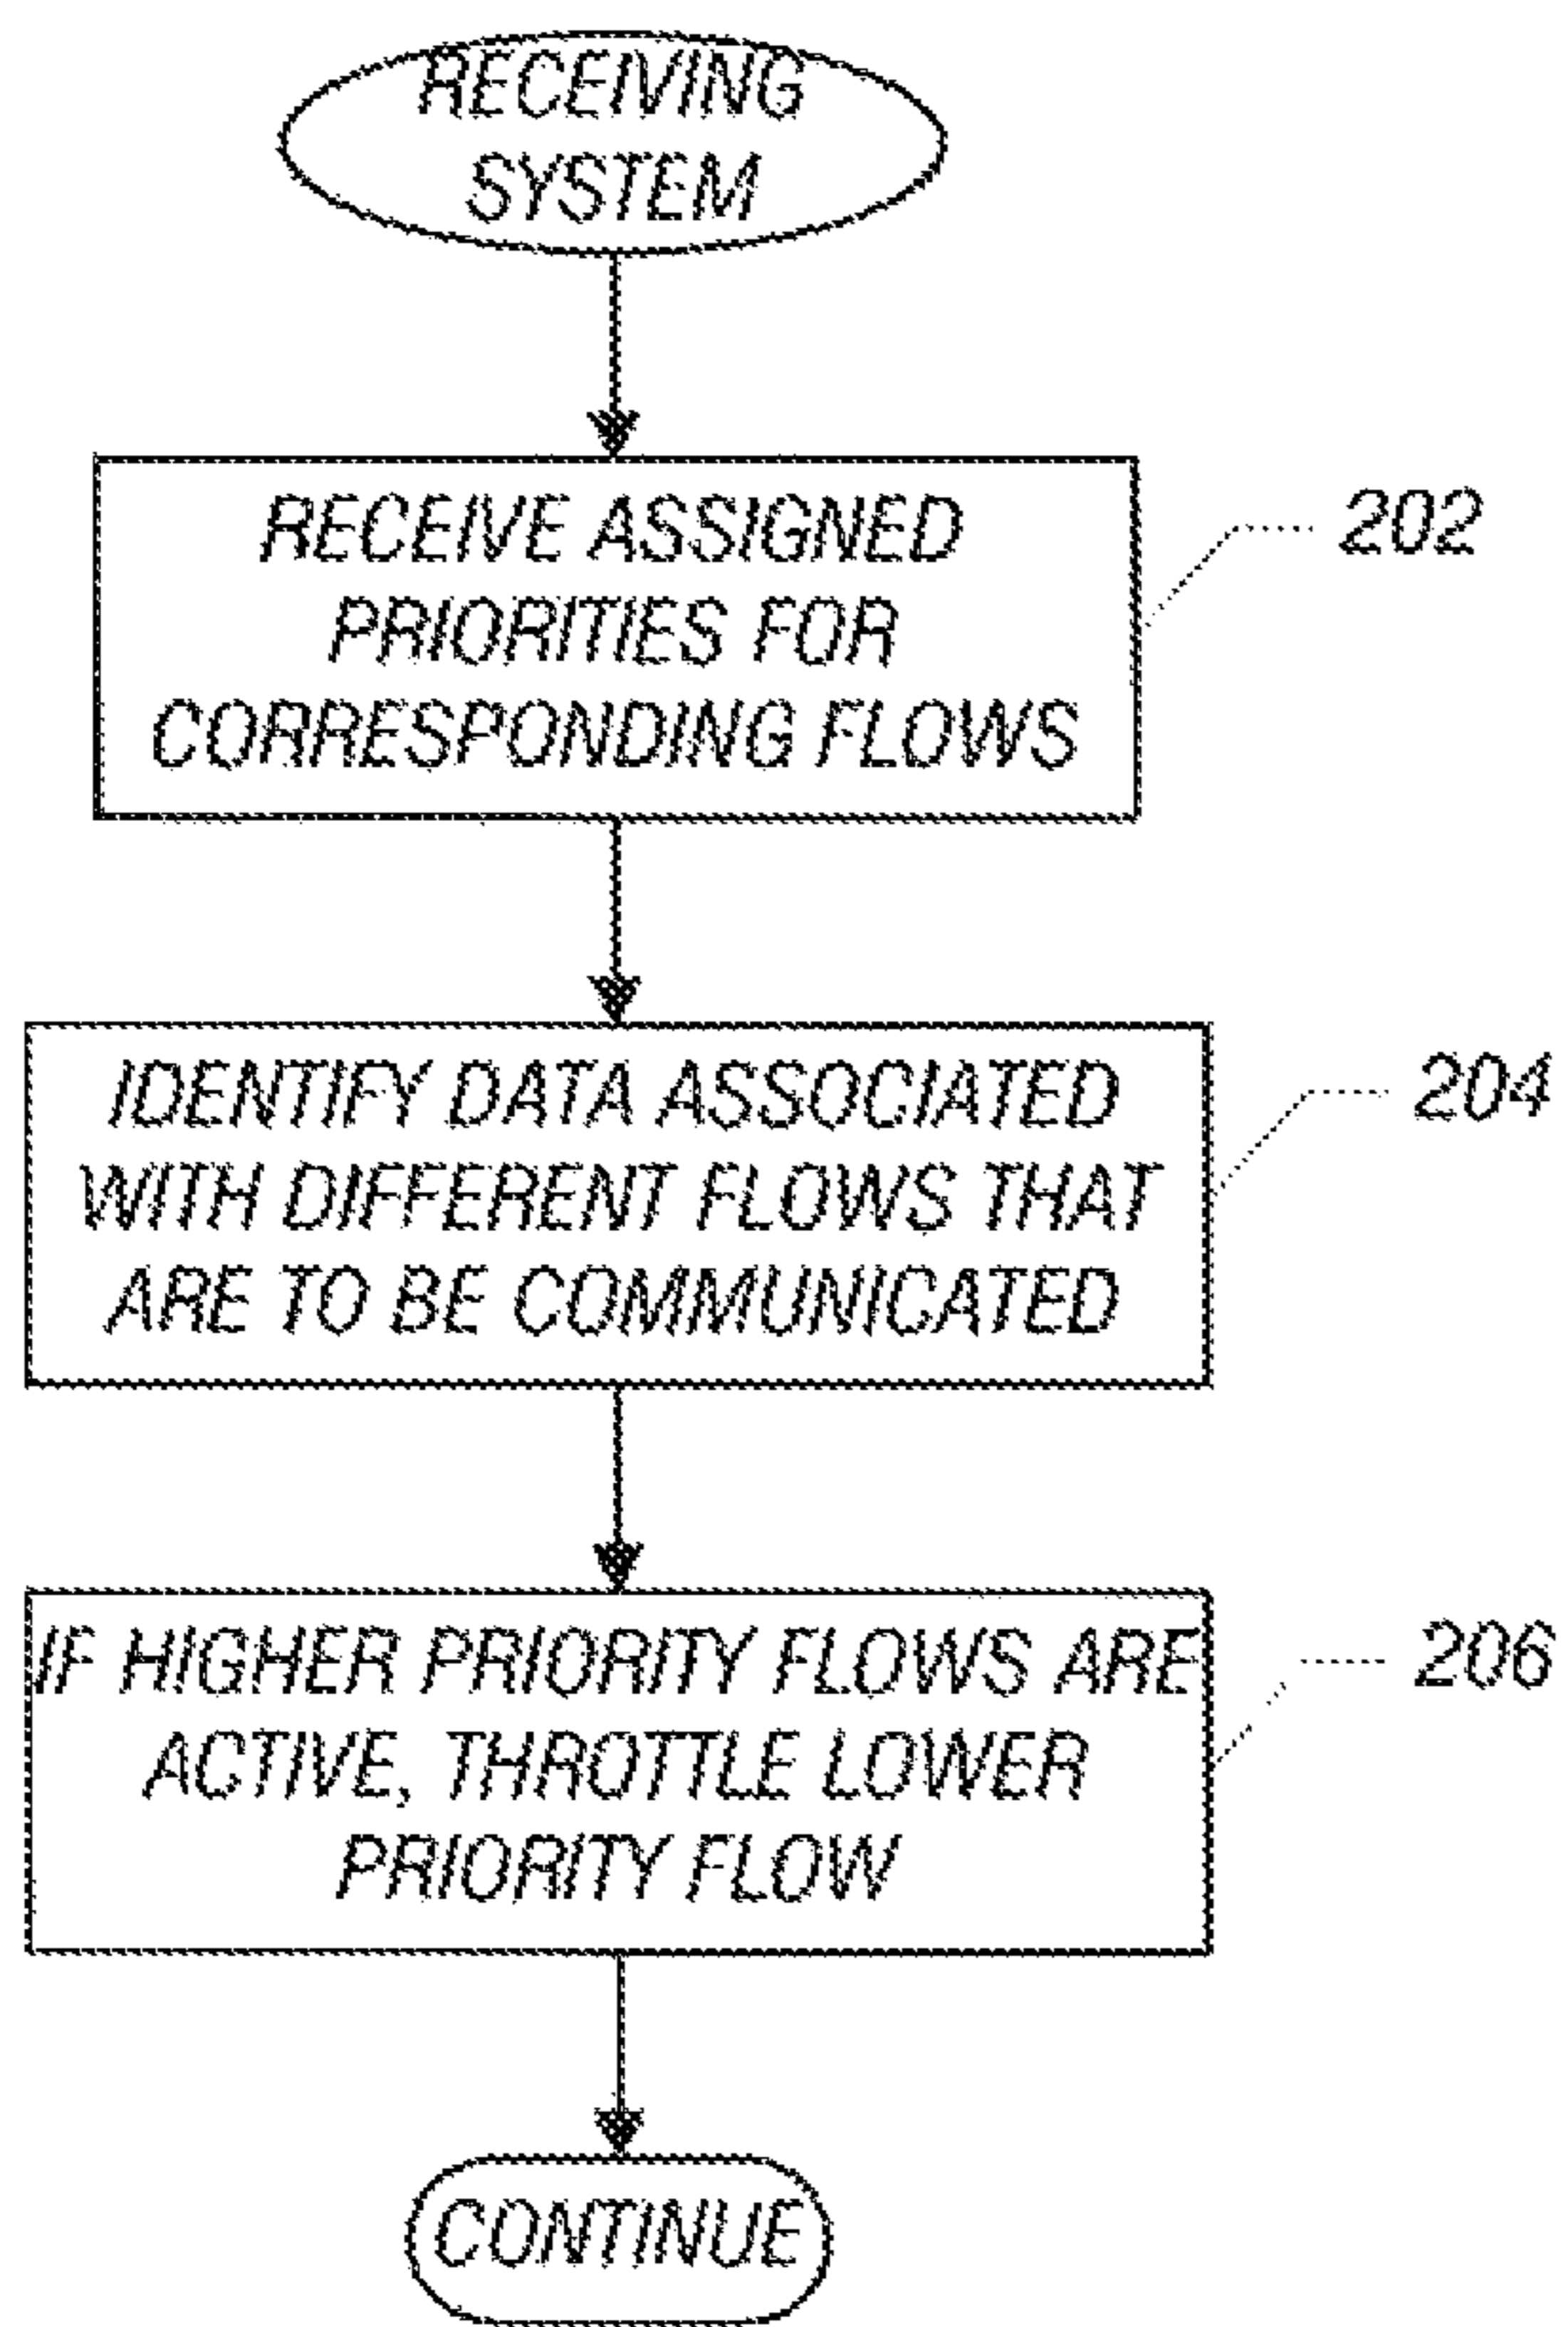 RECEIVING
SYSTEM
RECEIVE ASSIGNED
PRIORITIES FOR
CORRESPONDING FLOWS
202
IDENTIFY DATA ASSOCIATED
WITH DIFFERENT FLOWS THAT
ARE TO BE COMMUNICATED
204
IF HIGHER PRIORITY FLOWS ARE
ACTIVE, THROTTLE LOWER
PRIORITY FLOW
206
CONTINUE